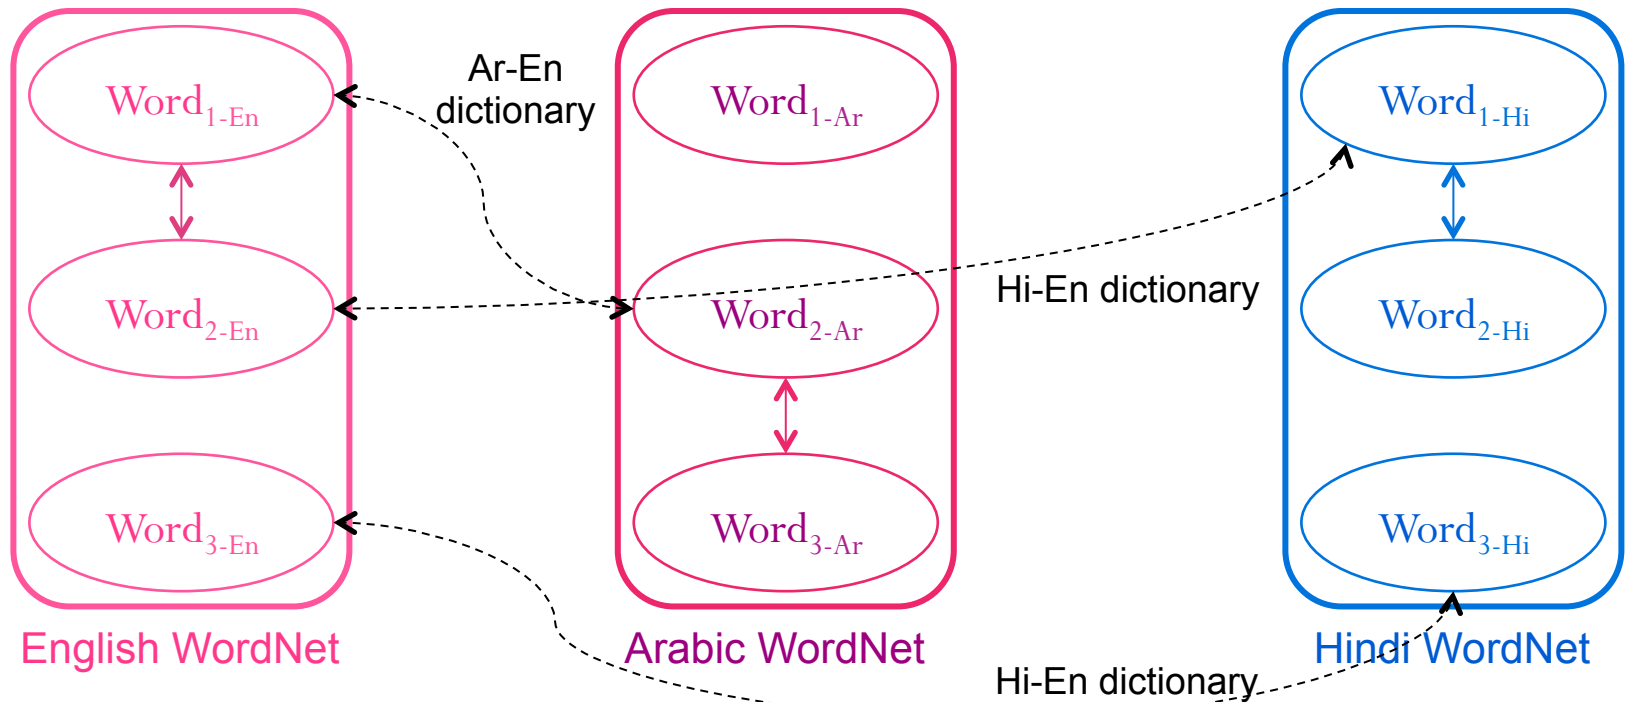 Ar-En
dictionary
Word1-En
Word1-Ar
Word1-Hi
Hi-En dictionary
Word2-En
Word2-Ar
Word2-Hi
Word3-En
Word3-Ar
Word3-Hi
English WordNet
Arabic WordNet
Hindi WordNet
Hi-En dictionary